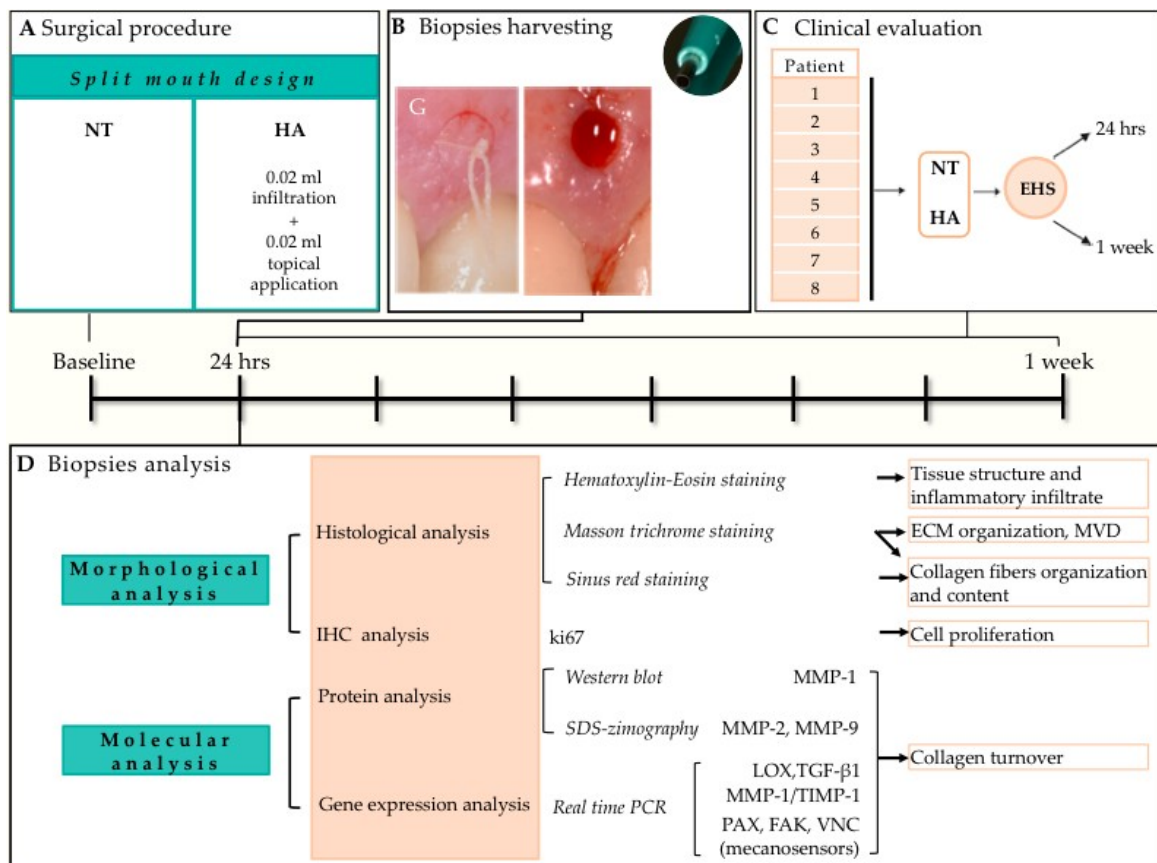 A Surgical procedure
Split mouth design
NT
HA
0.02 ml
infiltration
+
0.02 ml
topical
application
B Biopsies harvesting
G
C Clinical evaluation
Patient
1
2
3
4
5
6
7
8
NT
HA
EHS
24 hrs
1 week
Baseline
24 hrs
1 week
D Biopsies analysis
Morphological
analysis
Histological analysis
Hematoxylin-Eosin staining
Tissue structure and
inflammatory infiltrate
Masson trichrome staining
ECM organization, MVD
Sinus red staining
Collagen fibers organization
and content
IHC analysis
ki67
Cell proliferation
Molecular
analysis
Protein analysis
Western blot
MMP-1
SDS-zimography
MMP-2, MMP-9
Gene expression analysis
Real time PCR
LOX,TGF-β1
MMP-1/TIMP-1
PAX, FAK, VNC
(mecanosensors)
Collagen turnover